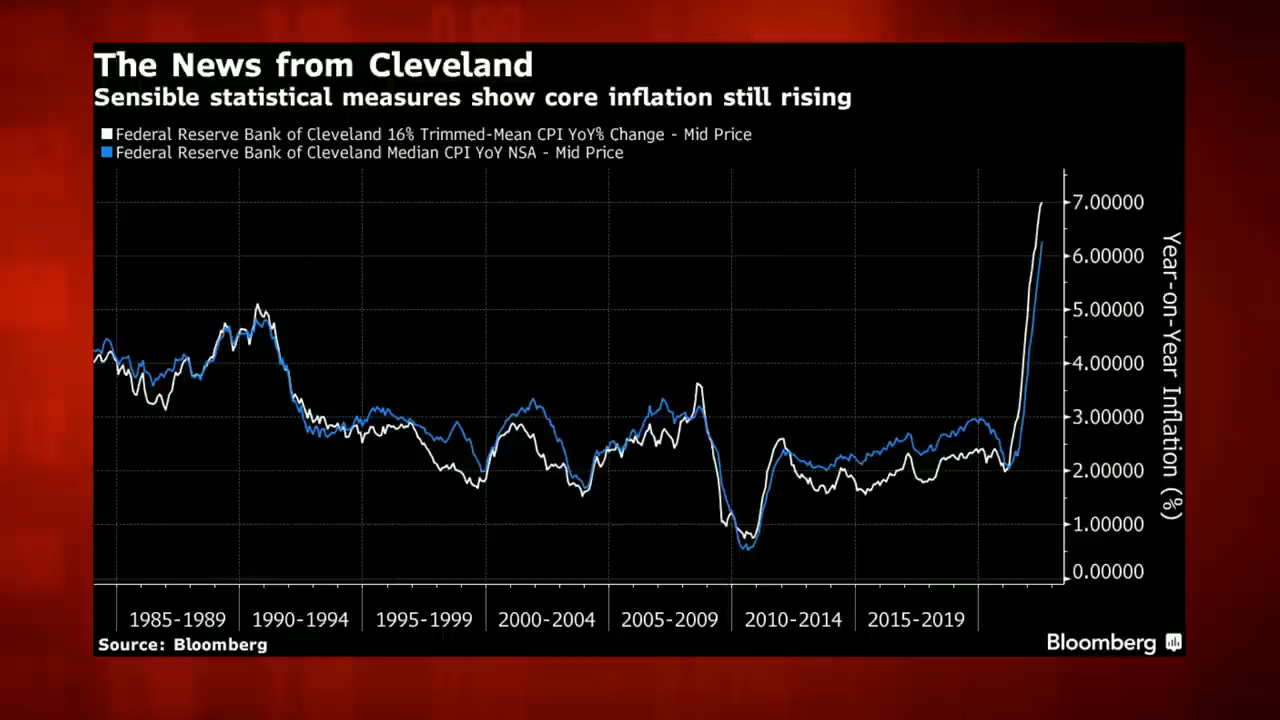 The News from Cleveland
Sensible statistical measures show core inflation still rising
Federal Reserve Bank of Cleveland 16% Trimmed-Mean CPI YoY% Change - Mid Price
Federal Reserve Bank of Cleveland Median CPI YoY NSA - Mid Price
7.00000
6.00000
5.00000
4.00000
3.00000
2.00000
1.00000
0.00000
Year-on-Year Inflation (%)
1985-1989 1990-1994 1995-1999 2000-2004 2005-2009 2010-2014 2015-2019
Source: Bloomberg
Bloomberg